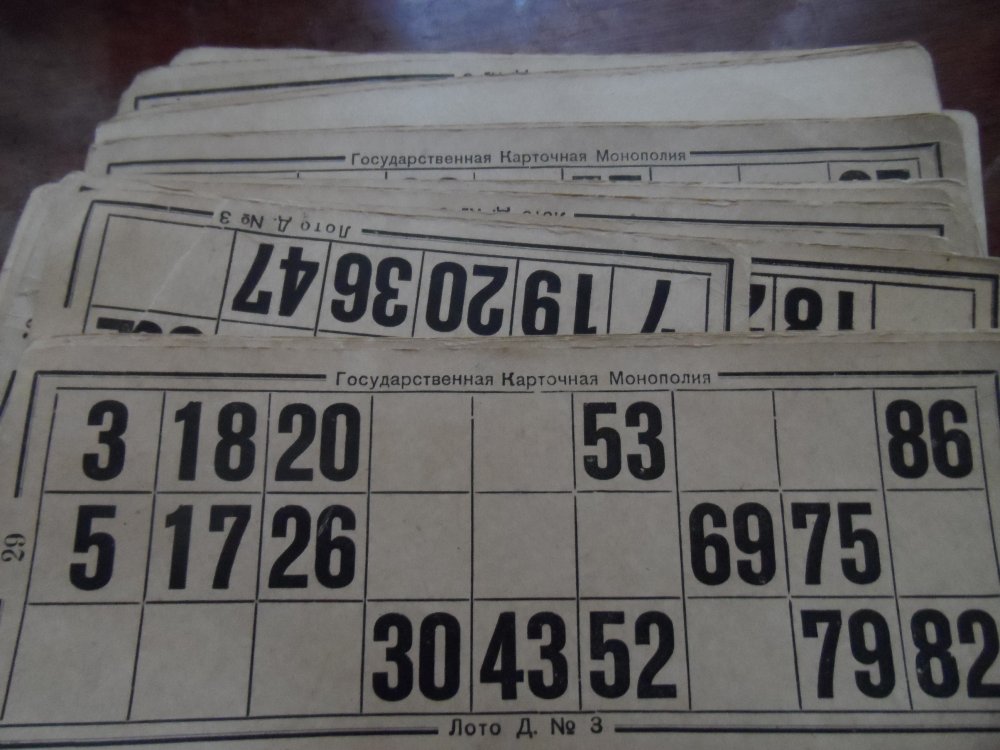 Государственная Карточная Монополия
Лото Д. № 3
47 36 20 19 7
18
Государственная Карточная Монополия
3 18 20 53 86
5 17 26 69 75
30 43 52 79 82
29
Лото Д. № 3